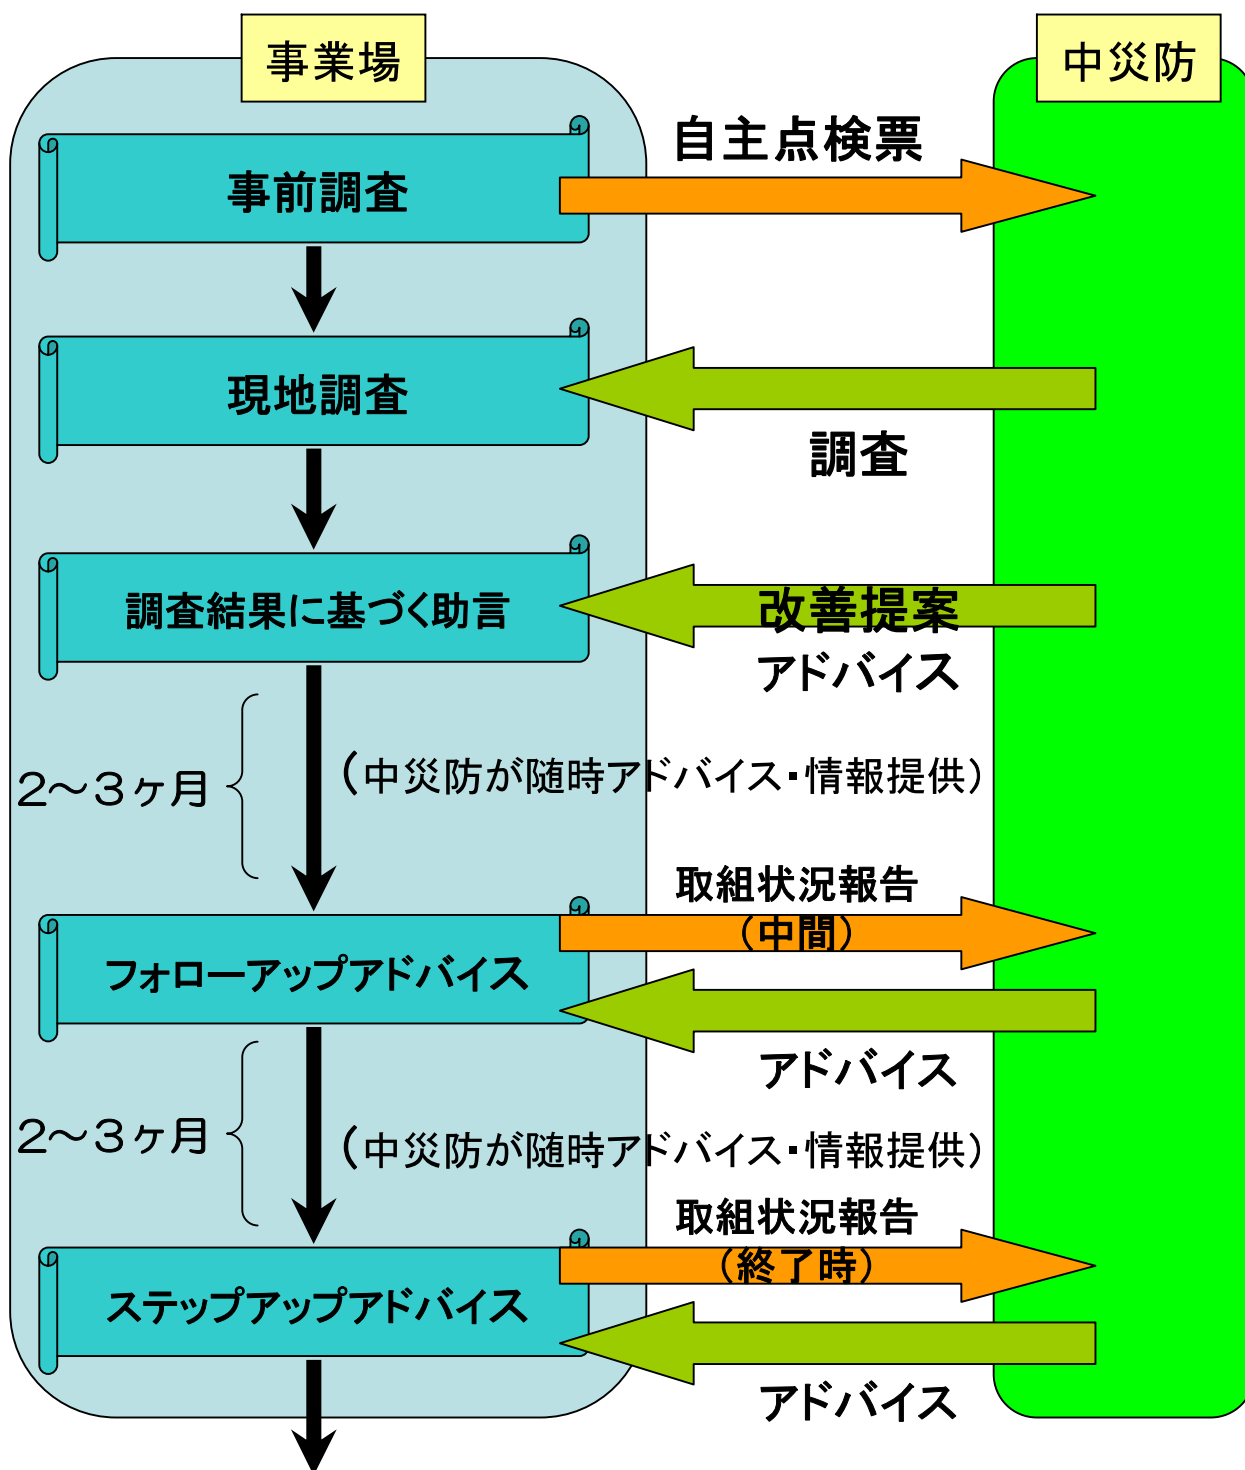 事業場
中災防
自主点検票
事前調査
現地調査
調査
調査結果に基づく助言
改善提案
アドバイス
２～３ヶ月
（中災防が随時アドバイス・情報提供）
取組状況報告
（中間）
フォローアップアドバイス
アドバイス
２～３ヶ月
（中災防が随時アドバイス・情報提供）
取組状況報告
（終了時）
ステップアップアドバイス
アドバイス